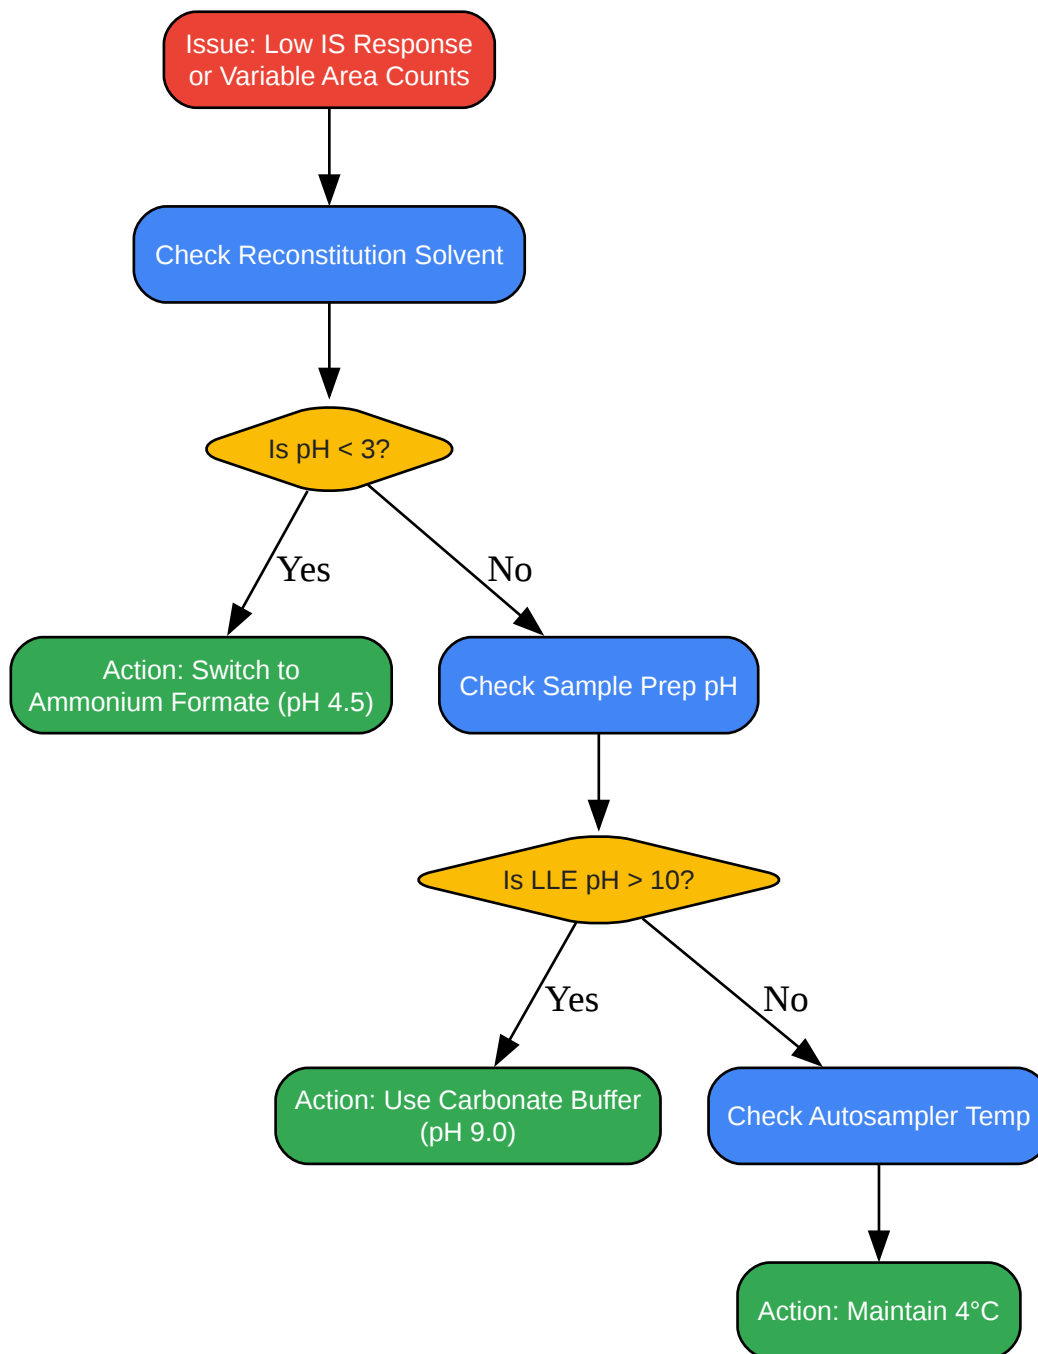 Issue: Low IS Response
or Variable Area Counts
Check Reconstitution Solvent
Is pH < 3?
Yes
No
Action: Switch to
Ammonium Formate (pH 4.5)
Check Sample Prep pH
Is LLE pH > 10?
Yes
No
Action: Use Carbonate Buffer
(pH 9.0)
Check Autosampler Temp
Action: Maintain 4°C